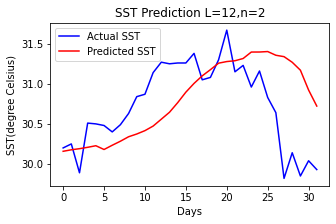 SST Prediction L=12,n=2
Actual SST
Predicted SST
SST(degree Celsius)
31.5
31.0
30.5
30.0
0 5 10 15 20 25 30
Days